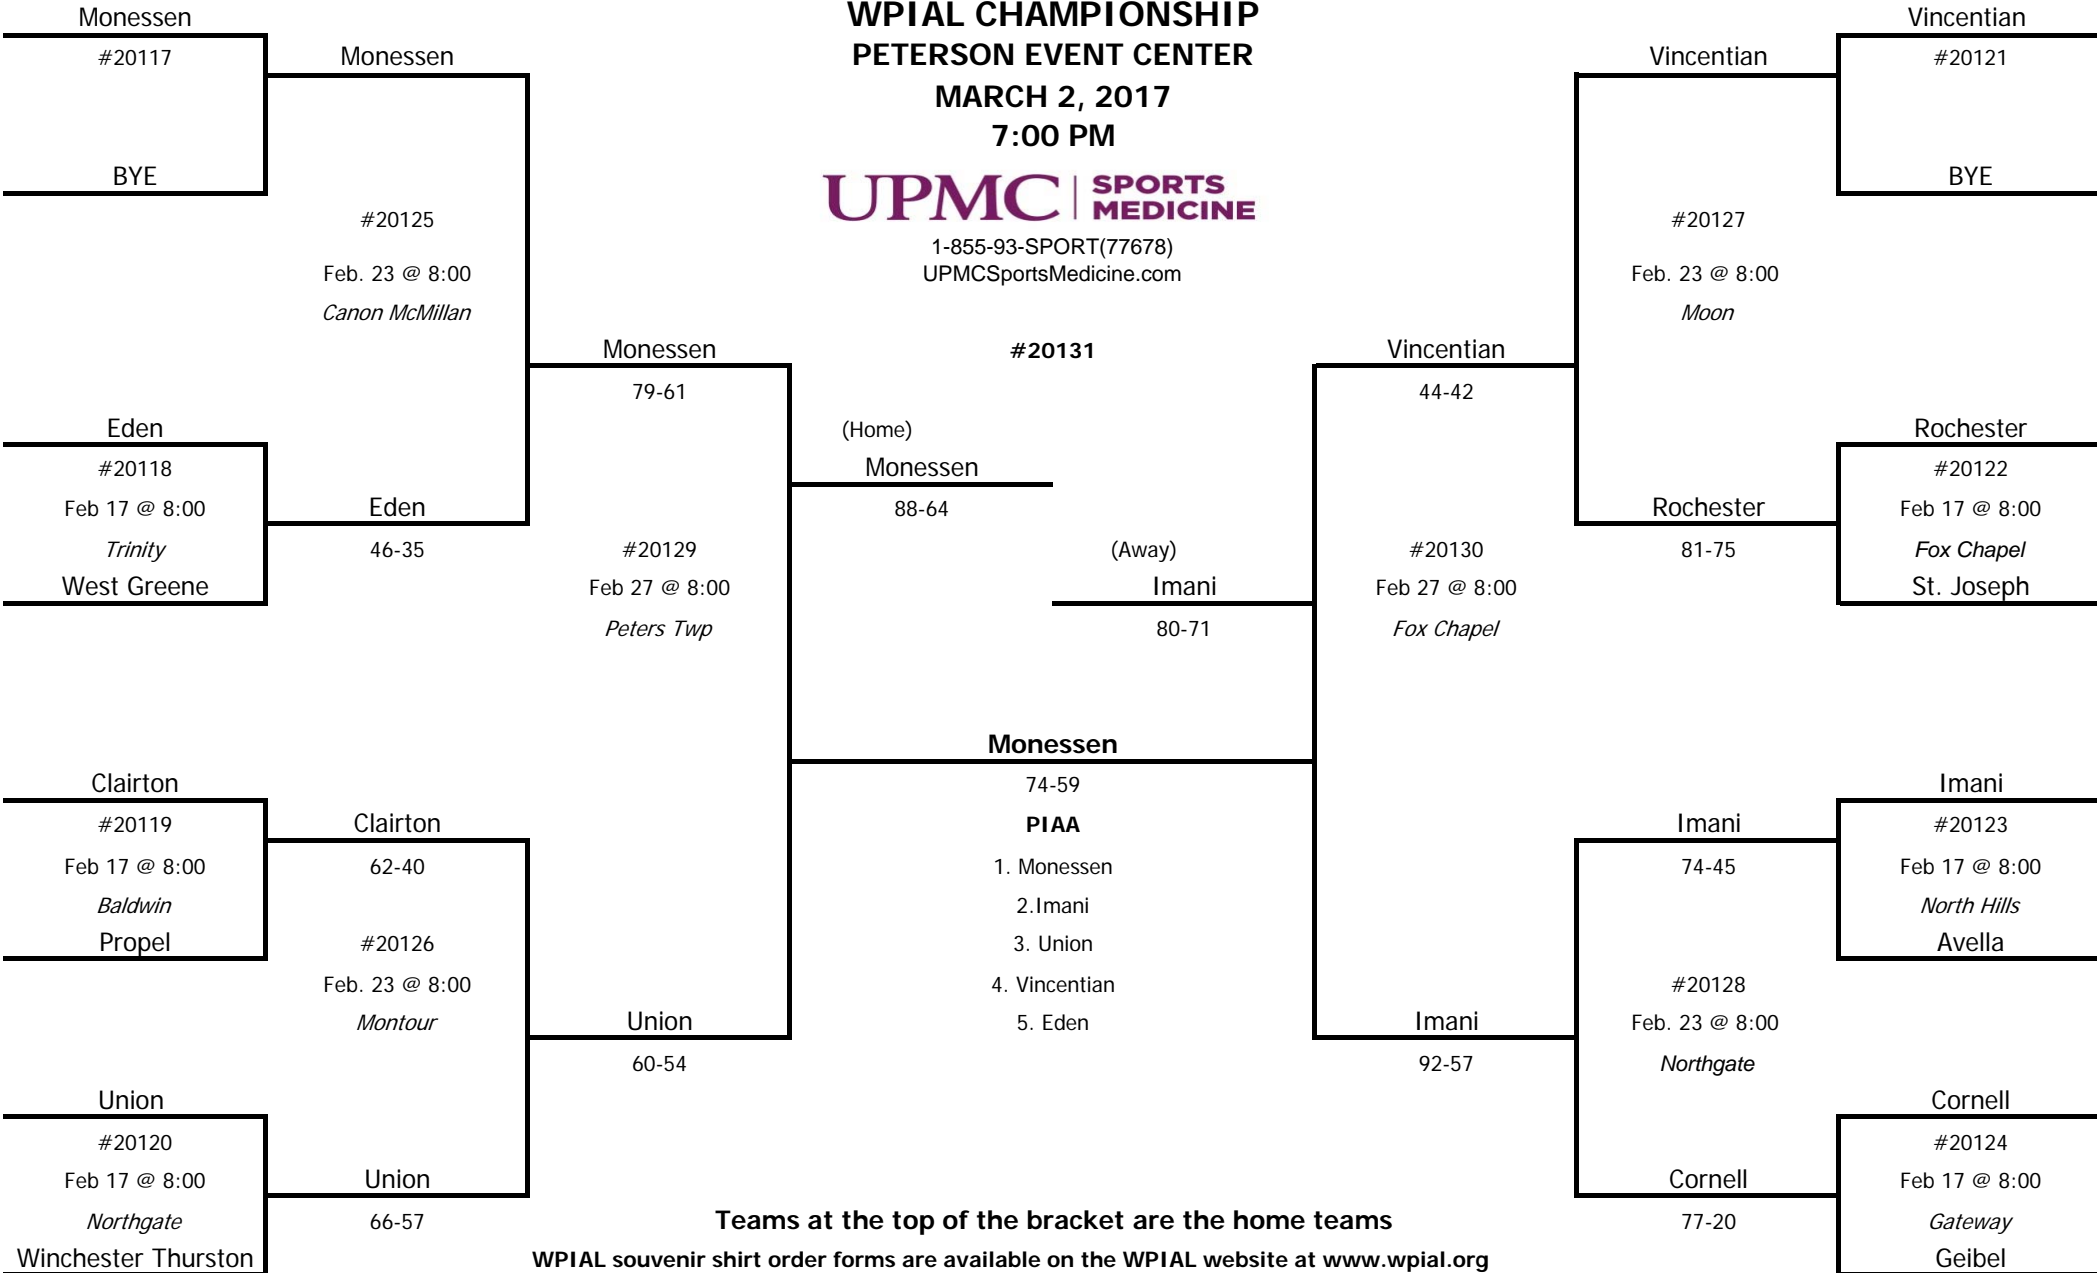 Monessen
#20117
BYE
Monessen
#20125
Feb. 23 @ 8:00
Canon McMillan
Eden
#20118
Feb 17 @ 8:00
Trinity
West Greene
Eden
46-35
Monessen
79-61
#20129
Feb 27 @ 8:00
Peters Twp
Clairton
#20119
Feb 17 @ 8:00
Baldwin
Propel
Clairton
62-40
#20126
Feb. 23 @ 8:00
Montour
Union
#20120
Feb 17 @ 8:00
Northgate
Winchester Thurston
Union
66-57
Union
60-54
WPIAL CHAMPIONSHIP
PETERSON EVENT CENTER
MARCH 2, 2017
7:00 PM
UPMC | SPORTS
MEDICINE
1-855-93-SPORT(77678)
UPMCSportsMedicine.com
#20131
(Home)
Monessen
88-64
(Away)
Imani
80-71
Monessen
74-59
PIAA
1. Monessen
2.Imani
3. Union
4. Vincentian
5. Eden
Vincentian
44-42
#20130
Feb 27 @ 8:00
Fox Chapel
Imani
92-57
Vincentian
#20127
Feb. 23 @ 8:00
Moon
Rochester
81-75
Imani
74-45
#20128
Feb. 23 @ 8:00
Northgate
Cornell
77-20
Vincentian
#20121
BYE
Rochester
#20122
Feb 17 @ 8:00
Fox Chapel
St. Joseph
Imani
#20123
Feb 17 @ 8:00
North Hills
Avella
Cornell
#20124
Feb 17 @ 8:00
Gateway
Geibel
Teams at the top of the bracket are the home teams
WPIAL souvenir shirt order forms are available on the WPIAL website at www.wpial.org